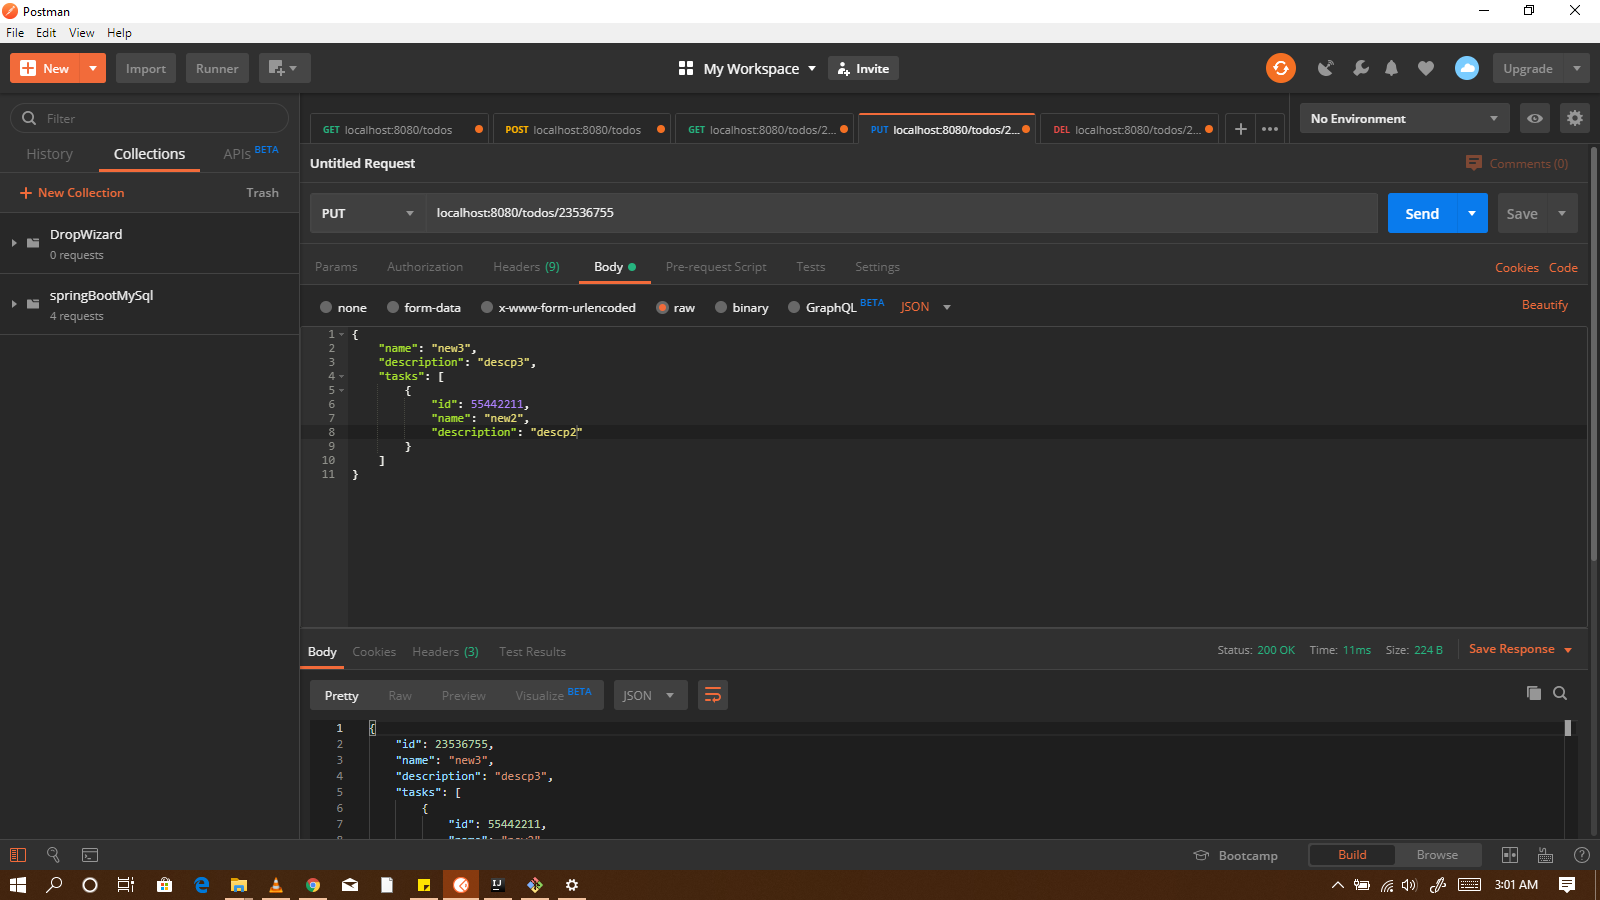 Postman
File Edit View Help
New Import Runner My Workspace Invite Upgrade
Filter
History Collections APIs BETA
New Collection Trash
DropWizard
0 requests
springBootMySql
4 requests
GET localhost:8080/todos POST localhost:8080/todos GET localhost:8080/todos/2... PUT localhost:8080/todos/2... DEL localhost:8080/todos/2... No Environment
Untitled Request Comments (0)
PUT localhost:8080/todos/23536755 Send Save
Params Authorization Headers (9) Body Pre-request Script Tests Settings Cookies Code
none form-data x-www-form-urlencoded raw binary GraphQL BETA JSON Beautify
1 {
2 "name": "new3",
3 "description": "descp3",
4 "tasks": [
5 {
6 "id": 55442211,
7 "name": "new2",
8 "description": "descp2"
9 }
10 ]
11 }
Body Cookies Headers (3) Test Results Status: 200 OK Time: 11ms Size: 224 B Save Response
Pretty Raw Preview Visualize BETA JSON
1 {
2 "id": 23536755,
3 "name": "new3",
4 "description": "descp3",
5 "tasks": [
6 {
7 "id": 55442211,
Bootcamp Build Browse
3:01 AM